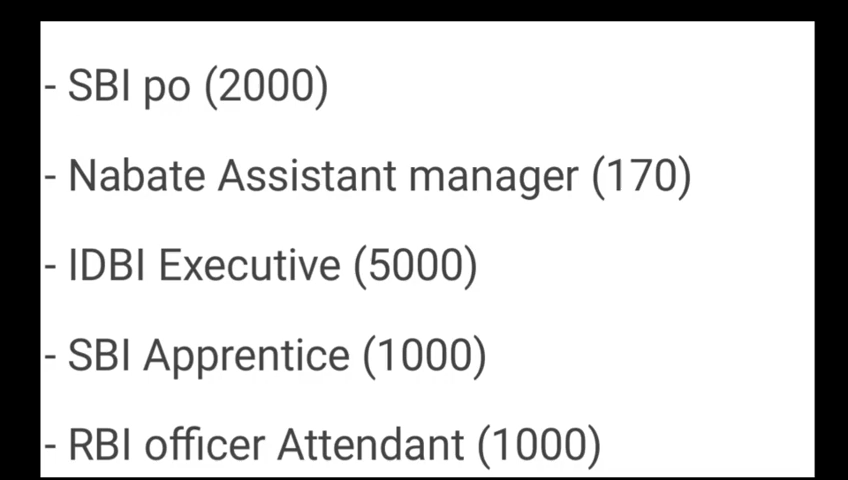 - SBI po (2000)
- Nabate Assistant manager (170)
- IDBI Executive (5000)
- SBI Apprentice (1000)
- RBI officer Attendant (1000)